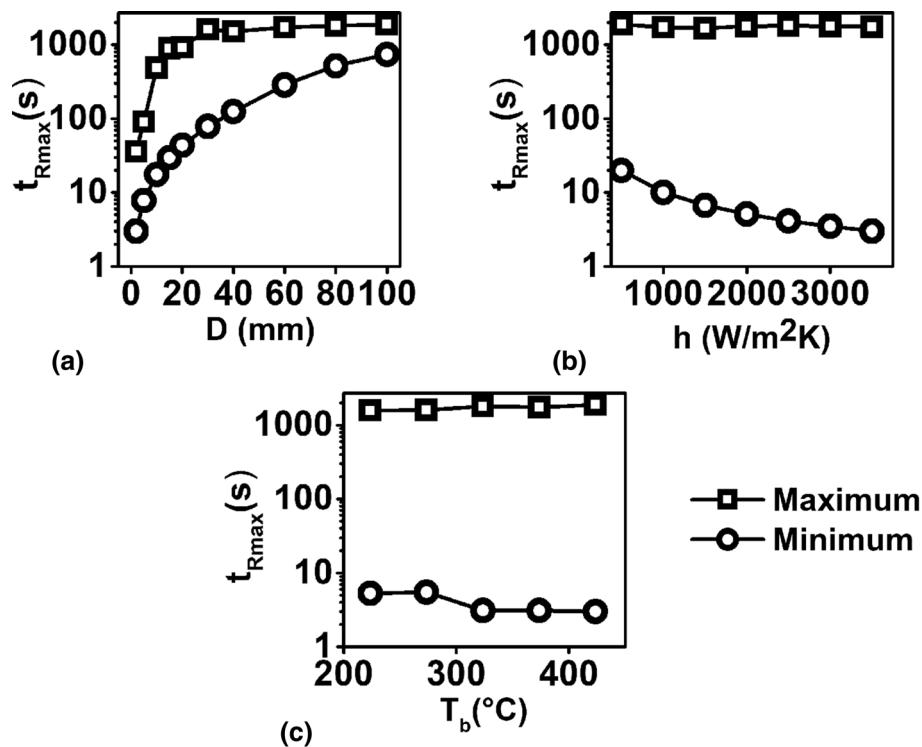 1000
100
10
1
t_Rmax(s)
0 20 40 60 80 100
D (mm)
(a)
1000
100
10
1
t_Rmax(s)
1000 2000 3000
h (W/m²K)
(b)
1000
100
10
1
t_Rmax(s)
200 300 400
T_b(°C)
(c)
Maximum
Minimum